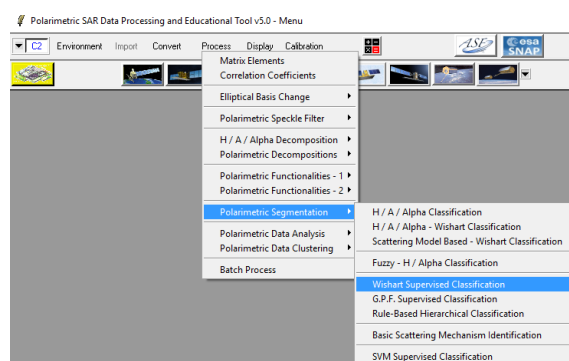 Polarimetric SAR Data Processing and Educational Tool v5.0 - Menu
C2 Environment Import Convert Process Display Calibration ASF esa SNAP
Matrix Elements
Correlation Coefficients
Elliptical Basis Change
Polarimetric Speckle Filter
H / A / Alpha Decomposition
Polarimetric Decompositions
Polarimetric Functionalities - 1
Polarimetric Functionalities - 2
Polarimetric Segmentation
Polarimetric Data Analysis
Polarimetric Data Clustering
Batch Process
H / A / Alpha Classification
H / A / Alpha - Wishart Classification
Scattering Model Based - Wishart Classification
Fuzzy - H / Alpha Classification
Wishart Supervised Classification
G.P.F. Supervised Classification
Rule-Based Hierarchical Classification
Basic Scattering Mechanism Identification
SVM Supervised Classification